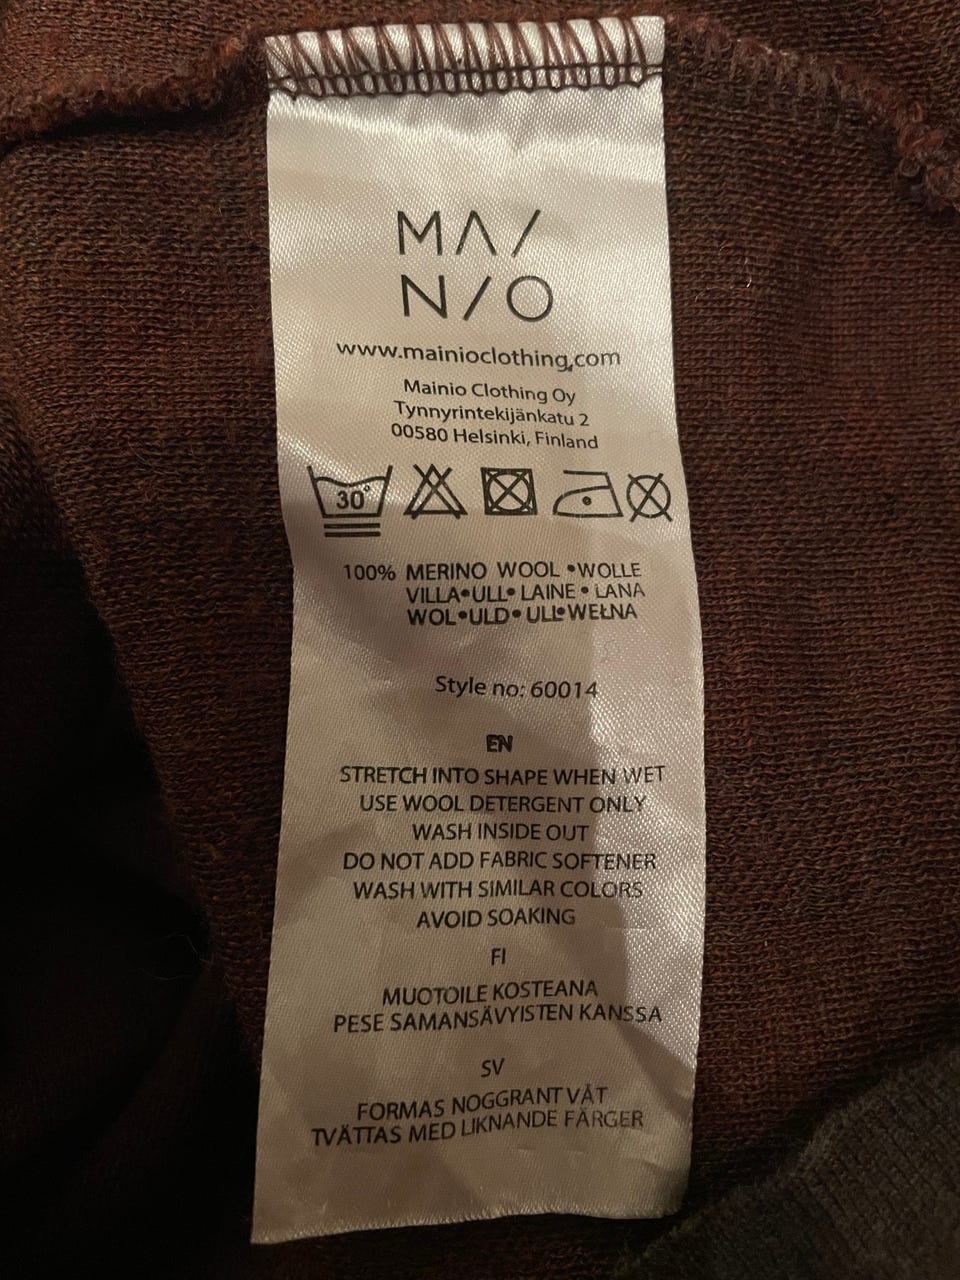 MAI
NIO
www.mainioclothing.com
Mainio Clothing Oy
Tynnyrintekijänkatu 2
00580 Helsinki, Finland
30°
100% MERINO WOOL • WOLLE
VILLA • ULL • LAINE • LANA
WOL • ULD • ULL • WEŁNA
Style no: 60014
EN
STRETCH INTO SHAPE WHEN WET
USE WOOL DETERGENT ONLY
WASH INSIDE OUT
DO NOT ADD FABRIC SOFTENER
WASH WITH SIMILAR COLORS
AVOID SOAKING
FI
MUOTOILE KOSTEANA
PESE SAMANSÄVYISTEN KANSSA
SV
FORMAS NOGGRANT VÅT
TVÄTTAS MED LIKNANDE FÄRGER